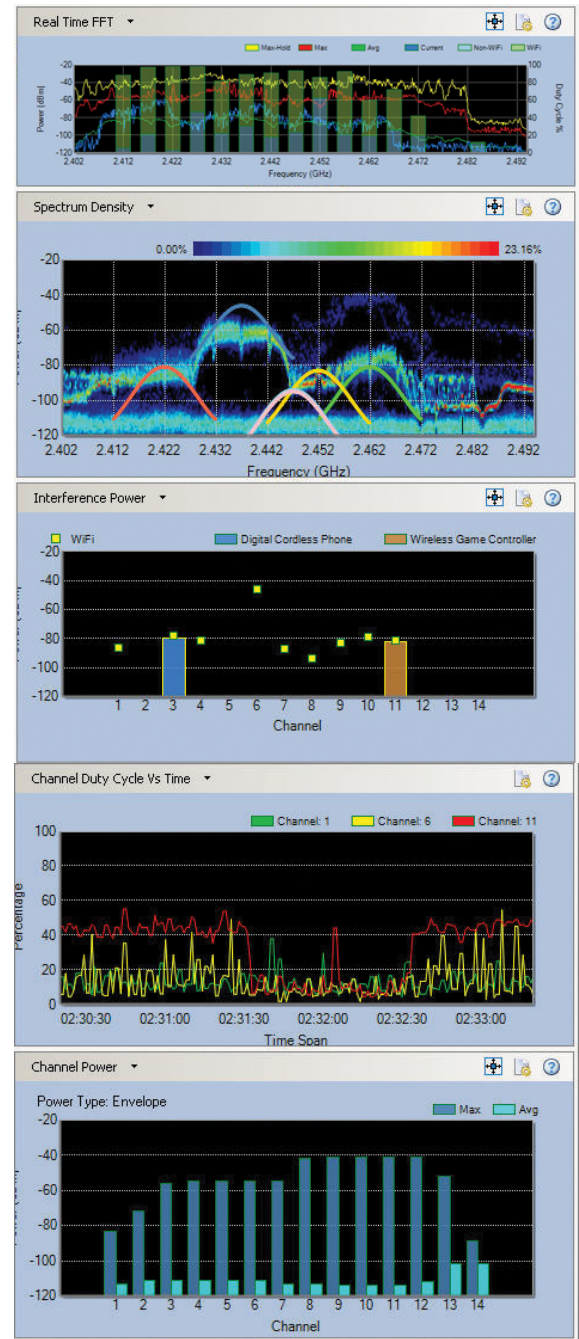 Real Time FFT
Max-Hold Max Avg Current Non-WiFi WiFi
Power [dBm]
-20
-40
-60
-80
-100
-120
100
80
60
40
20
0
Duty Cycle %
2.402 2.412 2.422 2.432 2.442 2.452 2.462 2.472 2.482 2.492
Frequency (GHz)
Spectrum Density
0.00% 23.16%
-20
-40
-60
-80
-100
-120
2.402 2.412 2.422 2.432 2.442 2.452 2.462 2.472 2.482 2.492
Frequency (GHz)
Interference Power
WiFi Digital Cordless Phone Wireless Game Controller
-20
-40
-60
-80
-100
-120
1 2 3 4 5 6 7 8 9 10 11 12 13 14
Channel
Channel Duty Cycle Vs Time
Channel: 1 Channel: 6 Channel: 11
Percentage
100
80
60
40
20
0
02:30:30 02:31:00 02:31:30 02:32:00 02:32:30 02:33:00
Time Span
Channel Power
Power Type: Envelope
Max Avg
-20
-40
-60
-80
-100
-120
1 2 3 4 5 6 7 8 9 10 11 12 13 14
Channel